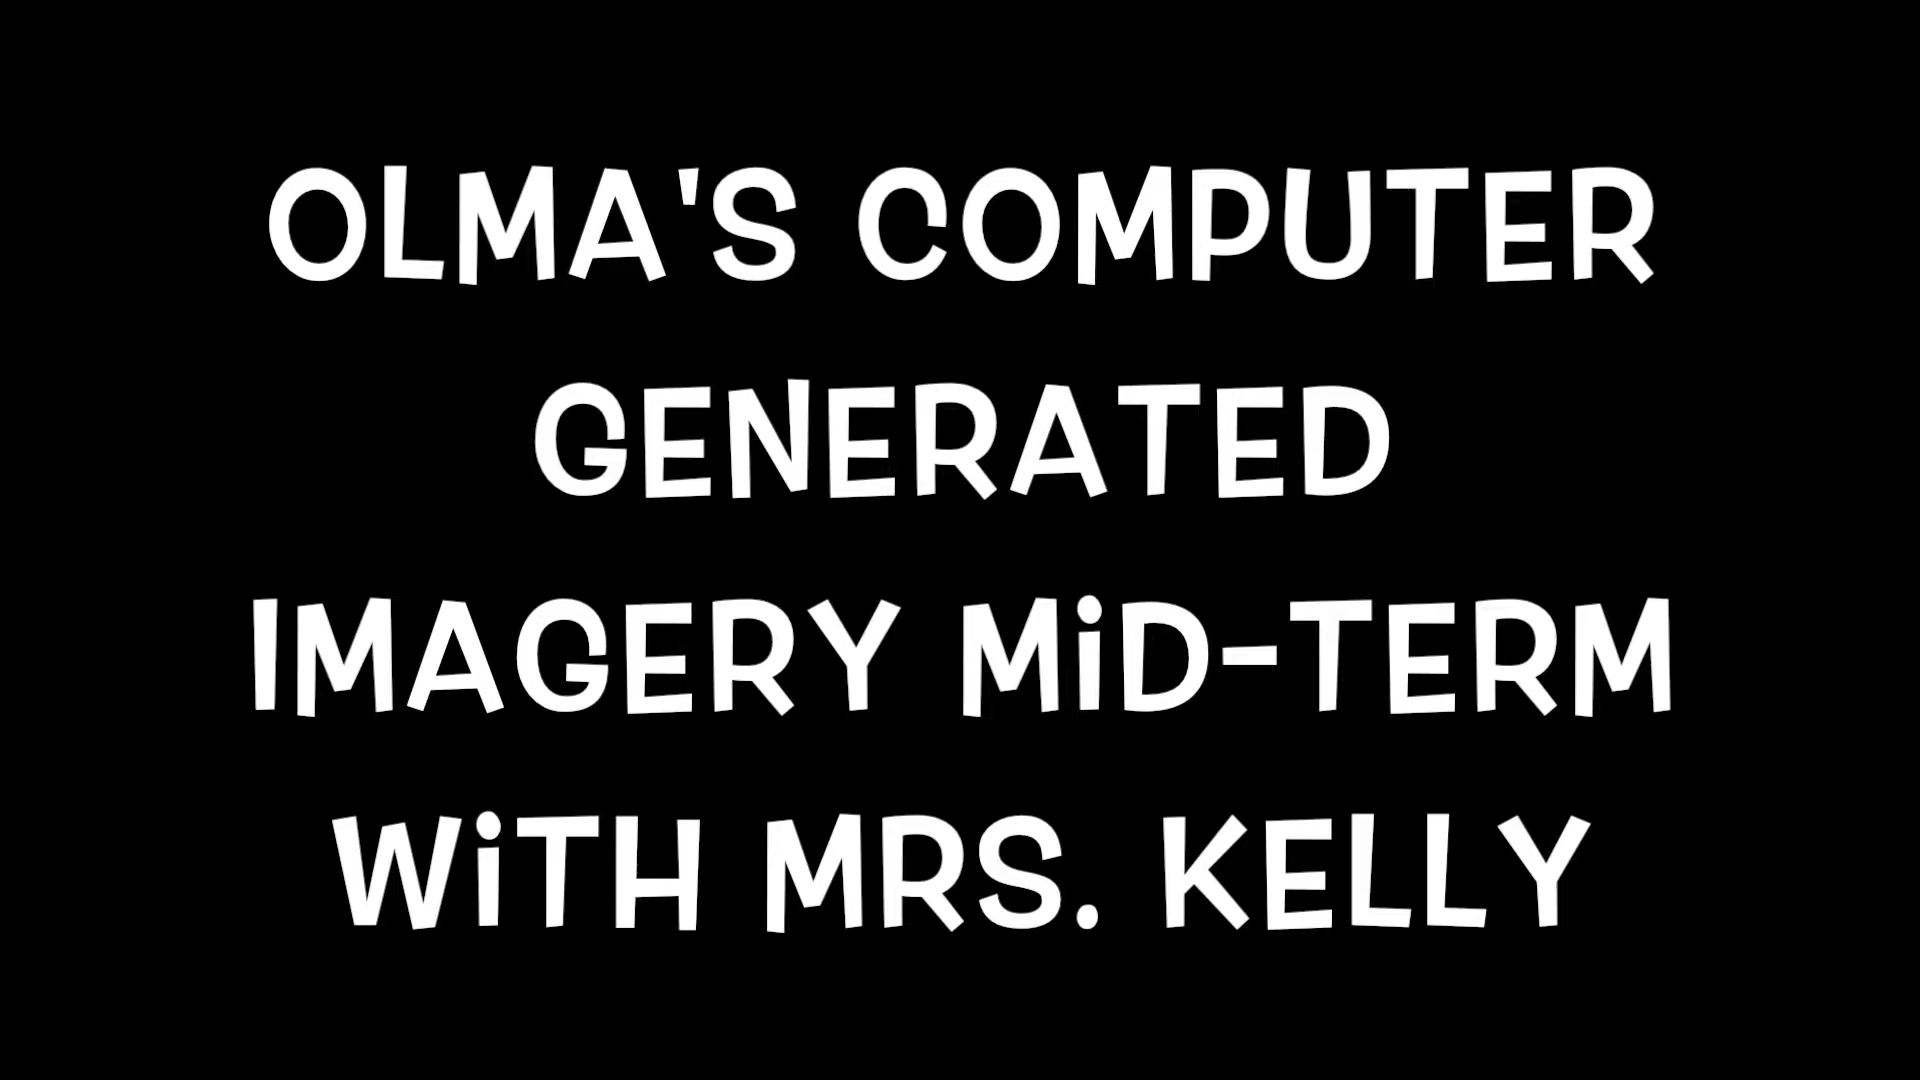 OLMA'S COMPUTER
GENERATED
IMAGERY MiD-TERM
WiTH MRS. KELLY